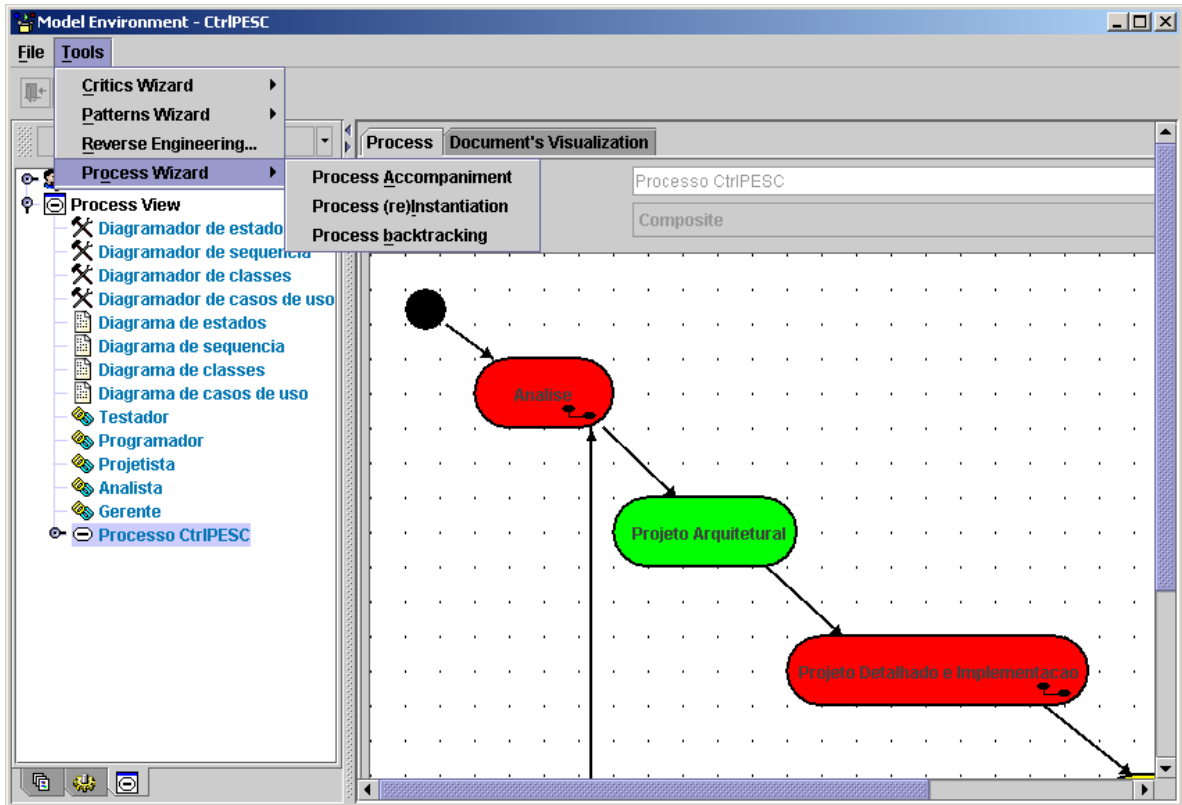 Model Environment - CtrlPESC
File Tools
Critics Wizard
Patterns Wizard
Reverse Engineering...
Process Wizard
Process Accompaniment
Process (re)Instantiation
Process backtracking
Process Document's Visualization
Processo CtrlPESC
Composite
Process View
Diagramador de estado
Diagramador de sequencia
Diagramador de classes
Diagramador de casos de uso
Diagrama de estados
Diagrama de sequencia
Diagrama de classes
Diagrama de casos de uso
Testador
Programador
Projetista
Analista
Gerente
Processo CtrlPESC
Analise
Projeto Arquitetural
Projeto Detalhado e Implementacao